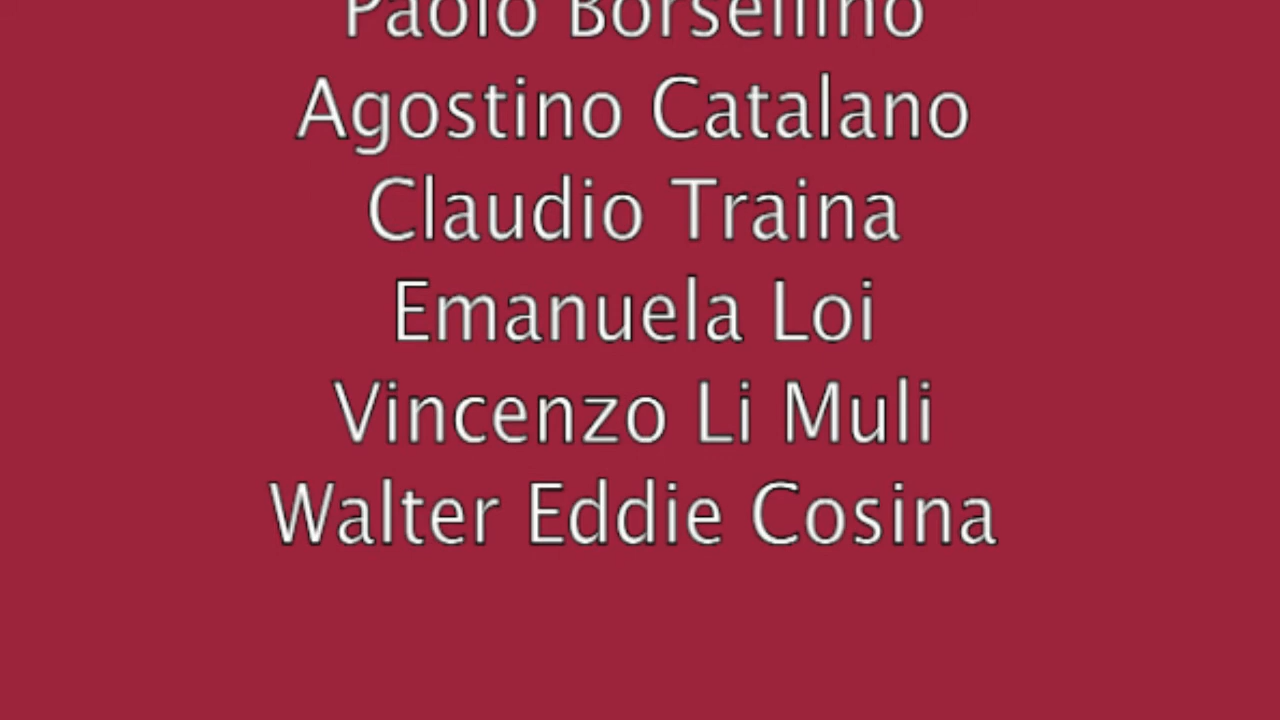 Paolo Borsellino
Agostino Catalano
Claudio Traina
Emanuela Loi
Vincenzo Li Muli
Walter Eddie Cosina